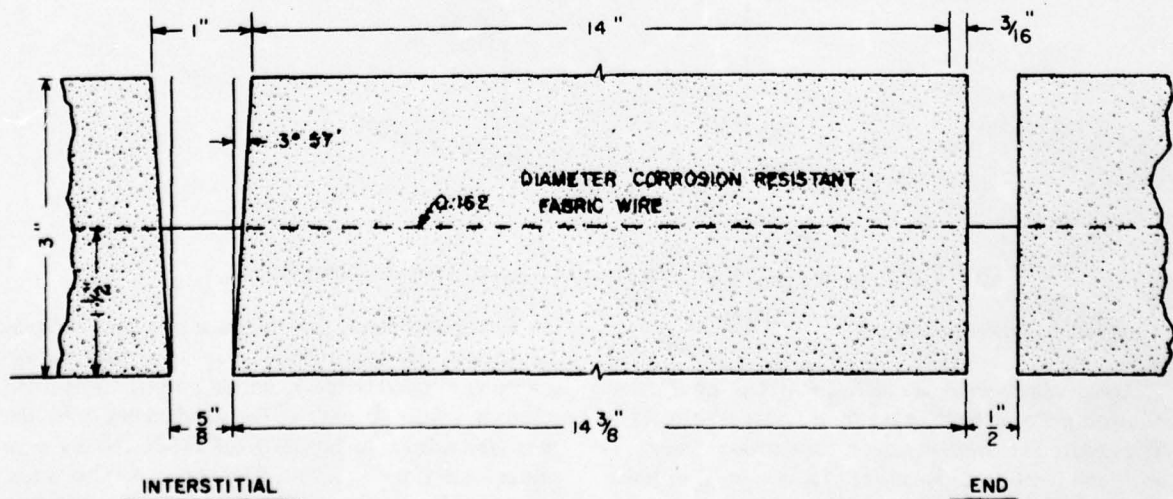 1" 14" 3/16"
3° 57'
DIAMETER CORROSION RESISTANT
0.162 FABRIC WIRE
3"
1 1/2"
5/8" 14 3/8" 1/2"
INTERSTITIAL END